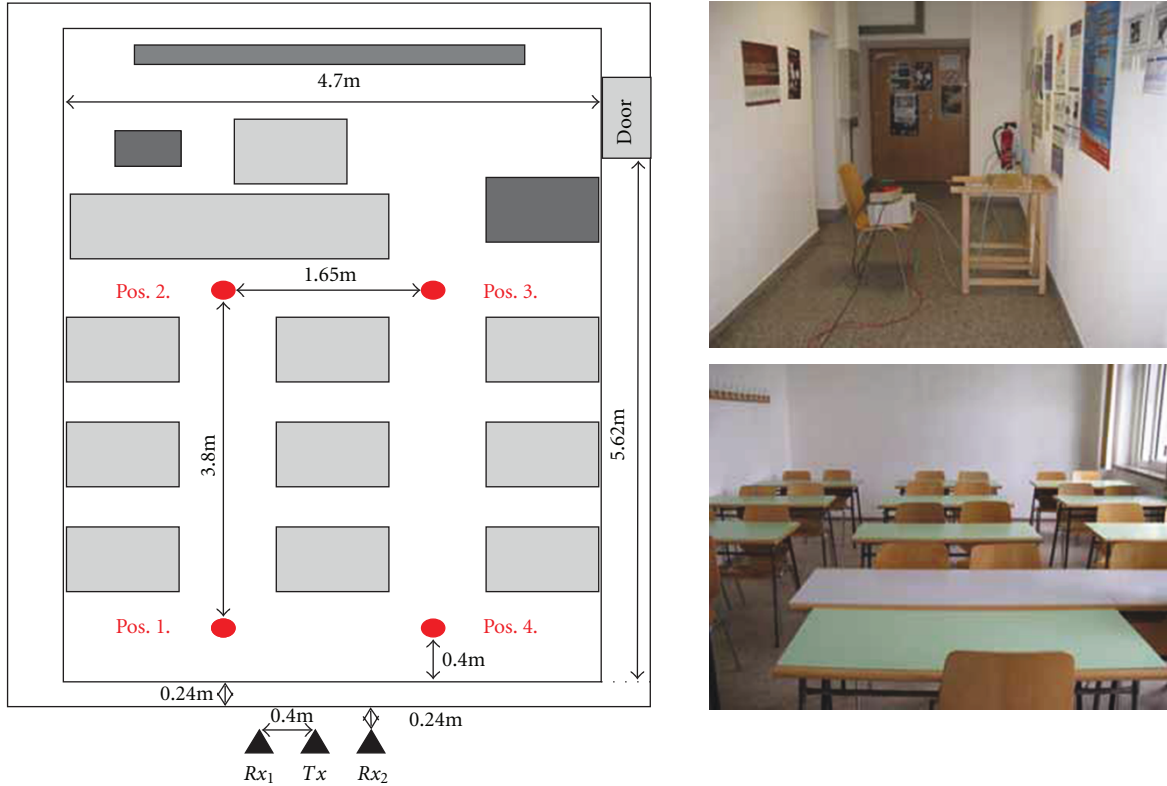 4.7m
Door
1.65m
Pos. 2.
Pos. 3.
3.8m
5.62m
Pos. 1.
Pos. 4.
0.4m
0.24m
0.4m
0.24m
Rx1
Tx
Rx2